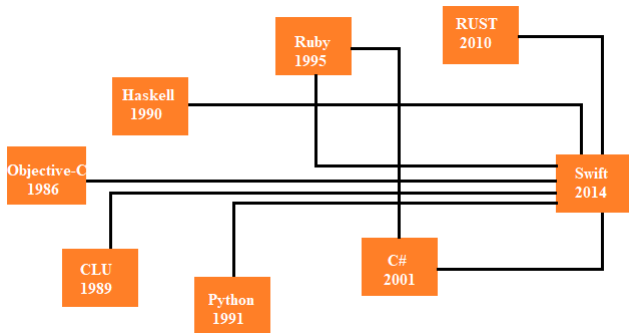 RUST
2010
Ruby
1995
Haskell
1990
Objective-C
1986
Swift
2014
CLU
1989
C#
2001
Python
1991